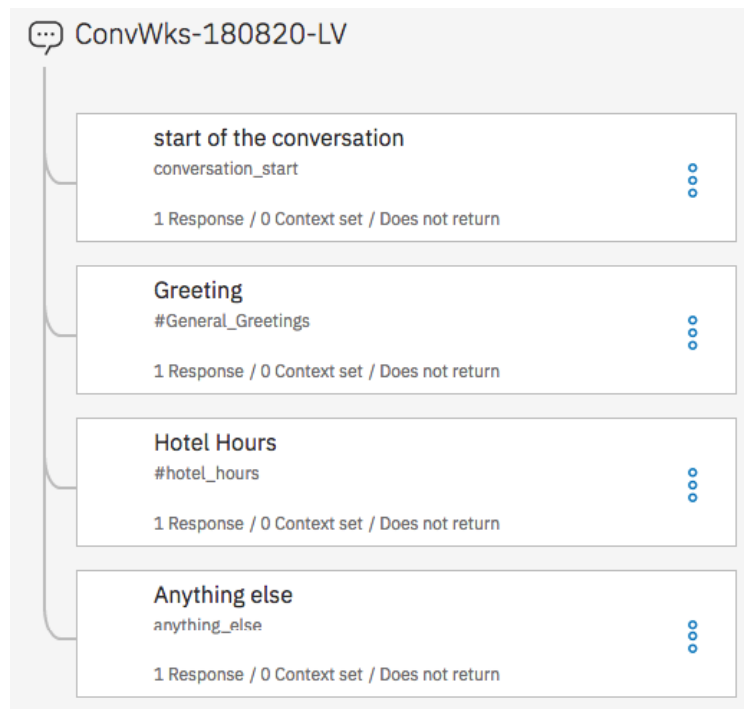 ConvWks-180820-LV
start of the conversation
conversation_start
1 Response / 0 Context set / Does not return
Greeting
#General_Greetings
1 Response / 0 Context set / Does not return
Hotel Hours
#hotel_hours
1 Response / 0 Context set / Does not return
Anything else
anything_else
1 Response / 0 Context set / Does not return